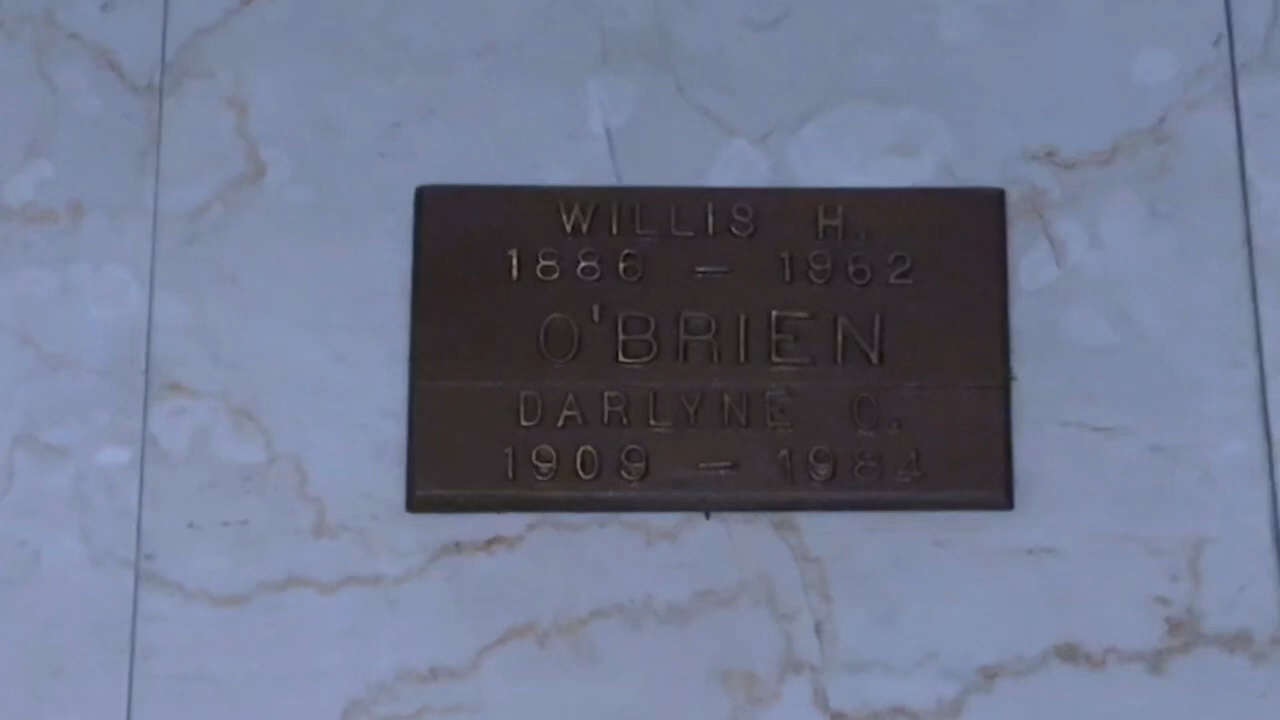 WILLIS H.
1886 – 1962
O'BRIEN
DARLYNE C.
1909 – 1984